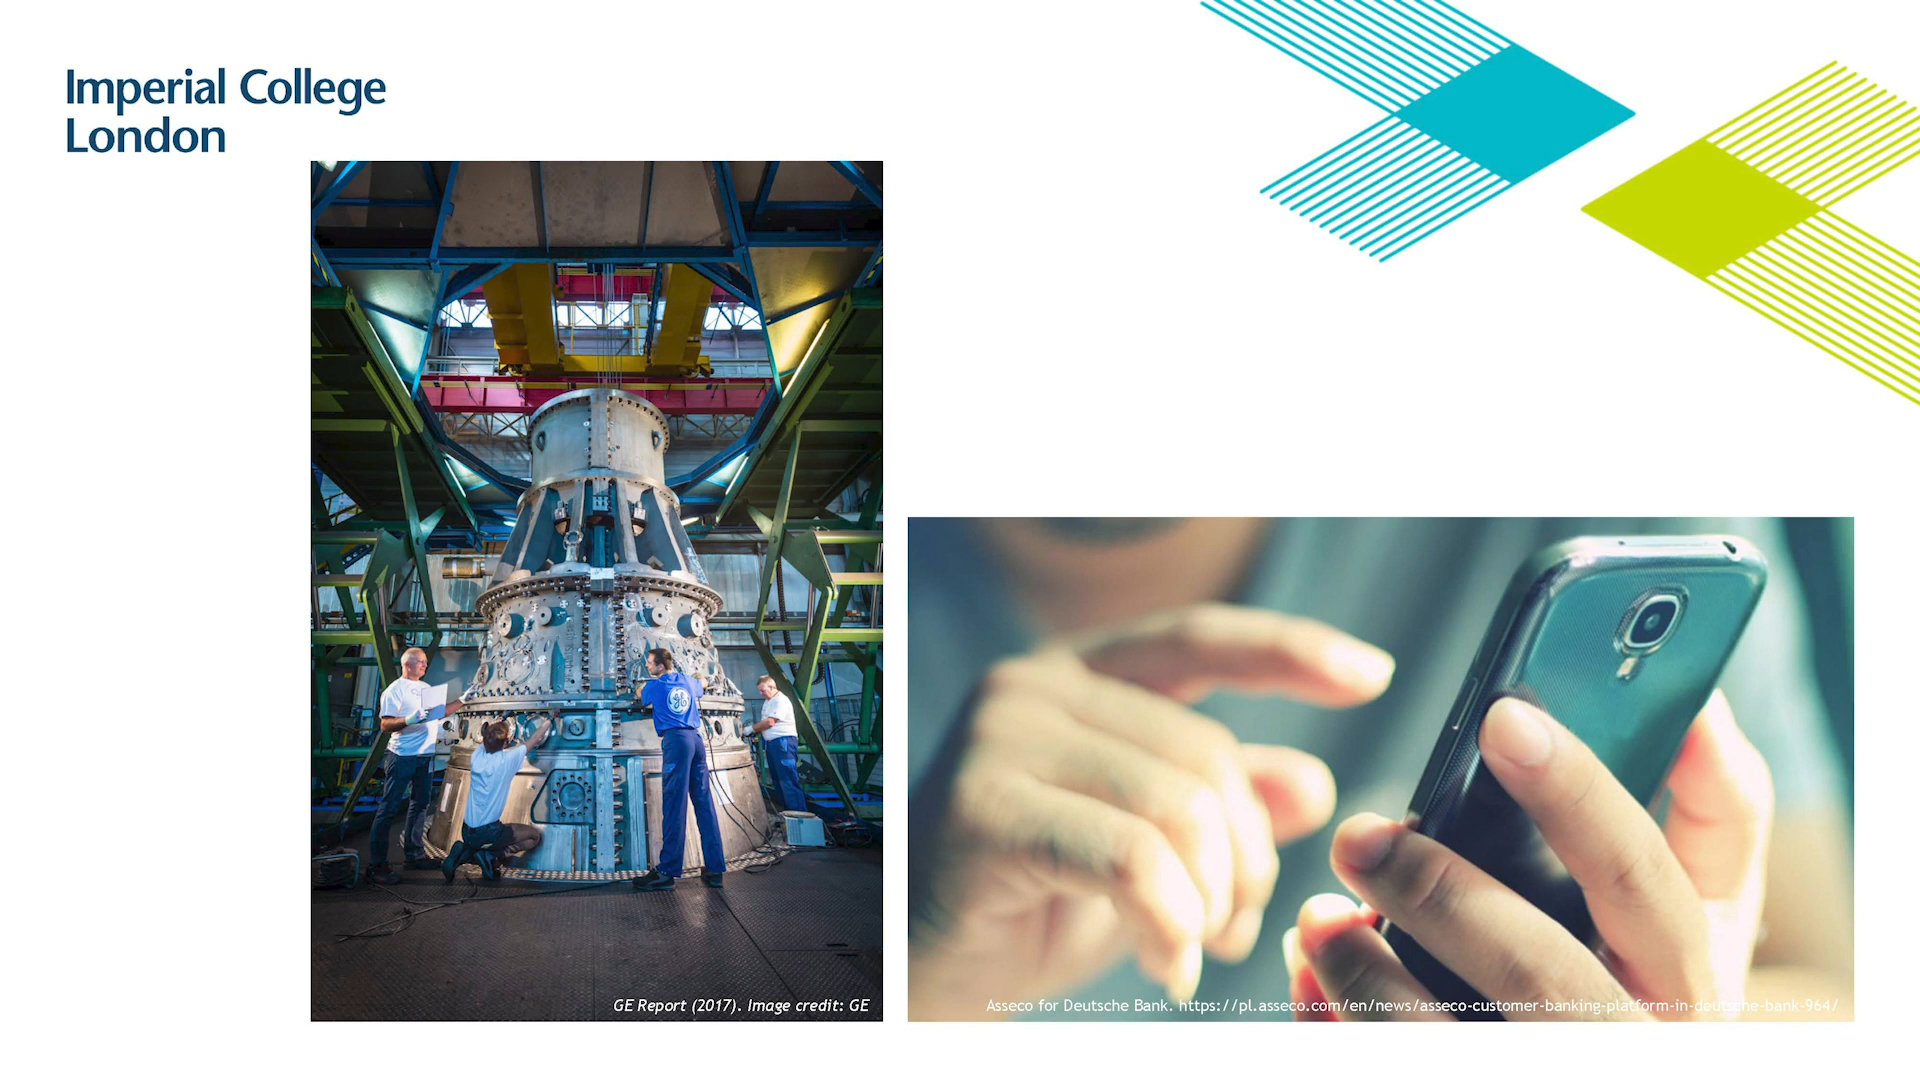 Imperial College
London
GE Report (2017). Image credit: GE
Asseco for Deutsche Bank. https://pl.asseco.com/en/news/asseco-customer-banking-platform-in-deutsche-bank-964/